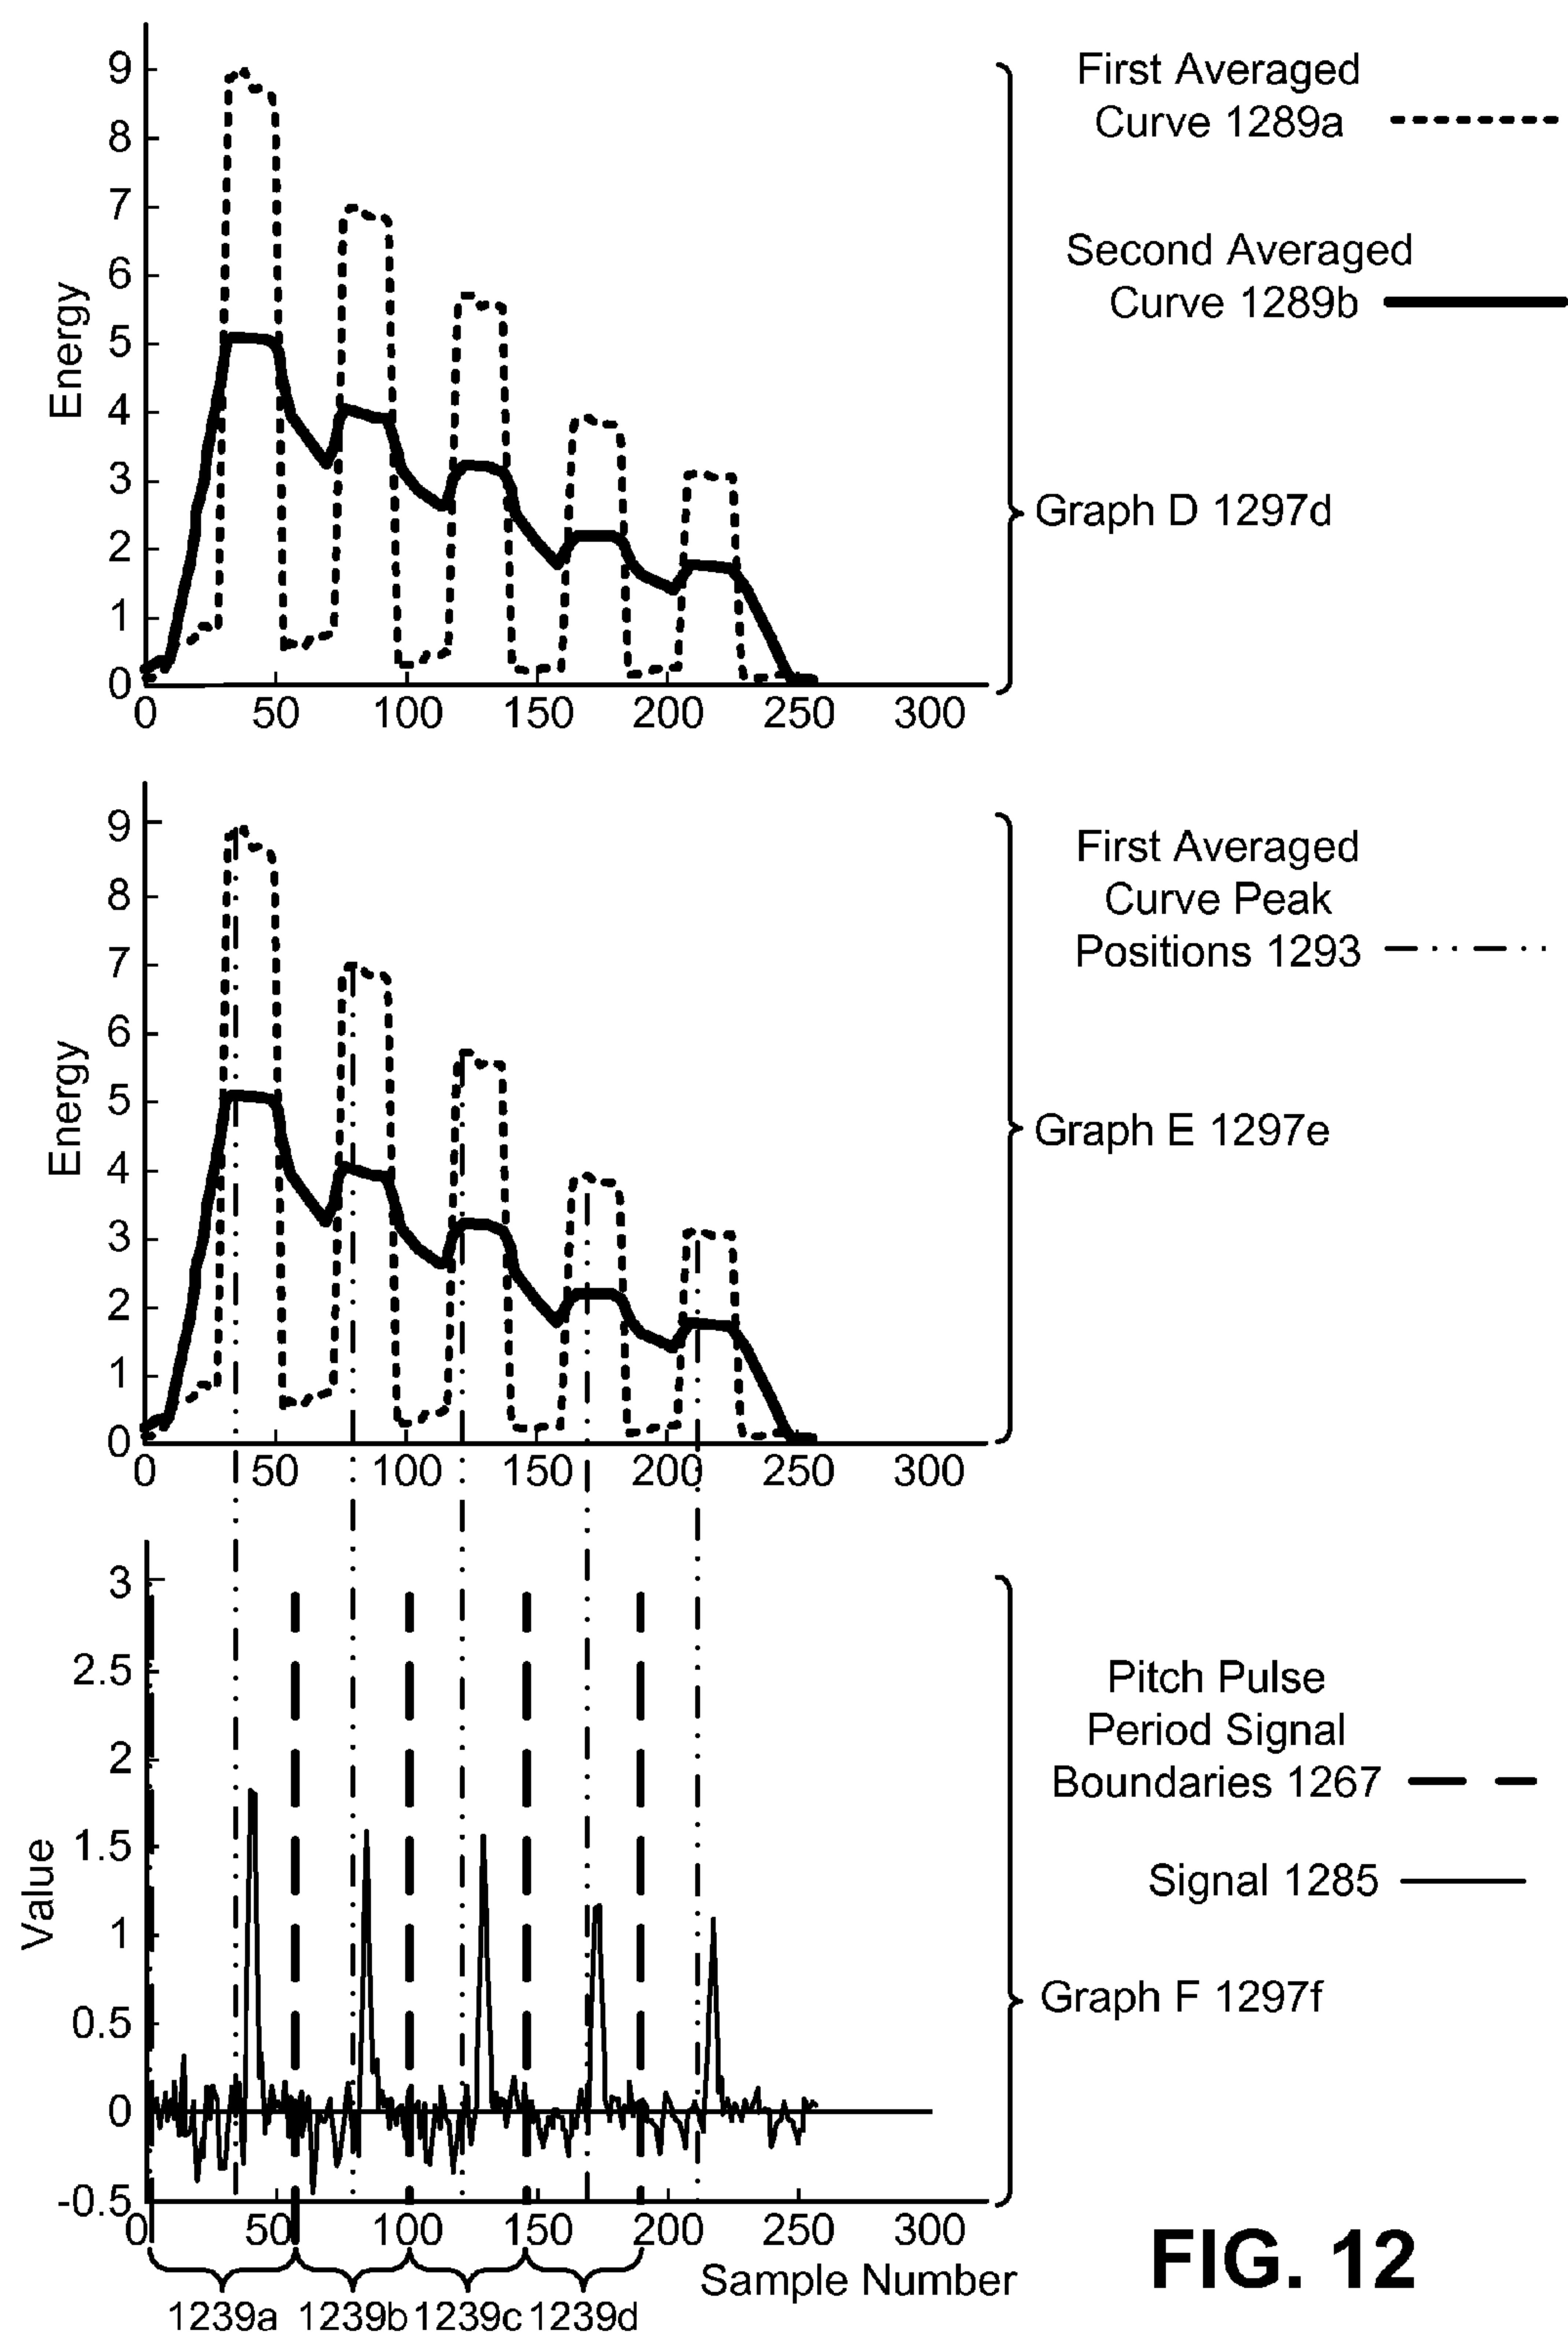 9
8
7
6
5
4
3
2
1
0
Energy
0 50 100 150 200 250 300
First Averaged
Curve 1289a
Second Averaged
Curve 1289b
Graph D 1297d
9
8
7
6
5
4
3
2
1
0
Energy
0 50 100 150 200 250 300
First Averaged
Curve Peak
Positions 1293
Graph E 1297e
3
2.5
2
1.5
1
0.5
0
-0.5
Value
0 50 100 150 200 250 300
Sample Number
1239a 1239b 1239c 1239d
Pitch Pulse
Period Signal
Boundaries 1267
Signal 1285
Graph F 1297f
FIG. 12